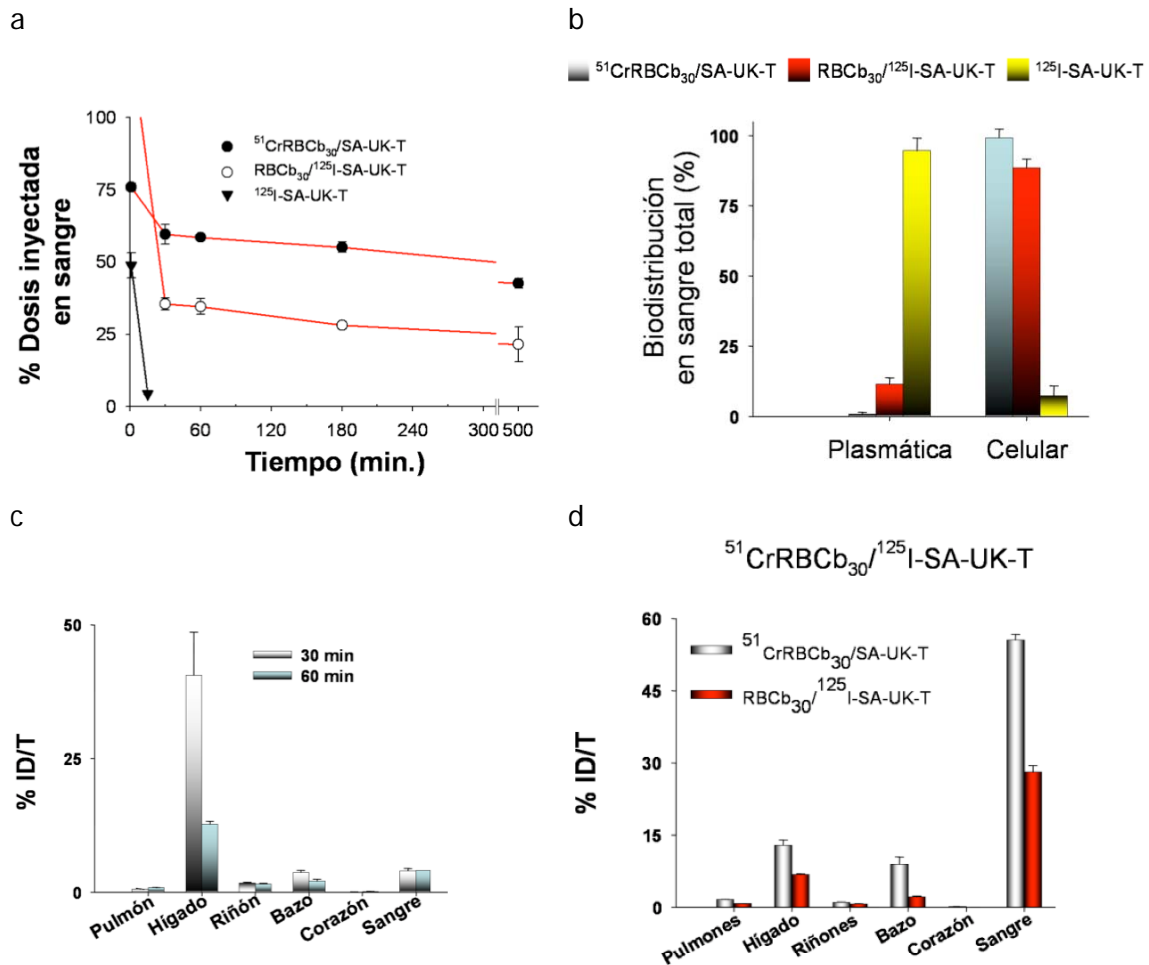 a
100
75
50
25
0
% Dosis inyectada
en sangre
⁵¹CrRBCb₃₀/SA-UK-T
RBCb₃₀/¹²⁵I-SA-UK-T
¹²⁵I-SA-UK-T
0 60 120 180 240 300 500
Tiempo (min.)
b
⁵¹CrRBCb₃₀/SA-UK-T RBCb₃₀/¹²⁵I-SA-UK-T ¹²⁵I-SA-UK-T
100
75
50
25
0
Biodistribución
en sangre total (%)
Plasmática Celular
c
50
25
0
% ID/T
30 min
60 min
Pulmón Hígado Riñón Bazo Corazón Sangre
d
⁵¹CrRBCb₃₀/¹²⁵I-SA-UK-T
60
45
30
15
0
% ID/T
⁵¹CrRBCb₃₀/SA-UK-T
RBCb₃₀/¹²⁵I-SA-UK-T
Pulmones Hígado Riñones Bazo Corazón Sangre